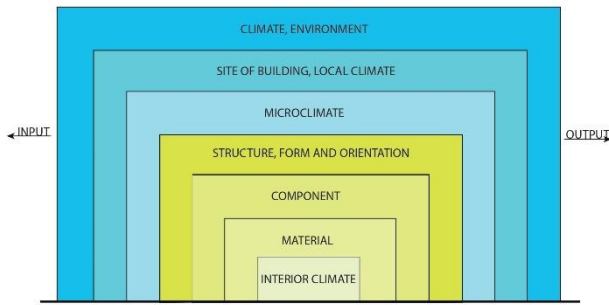 CLIMATE, ENVIRONMENT
SITE OF BUILDING, LOCAL CLIMATE
MICROCLIMATE
INPUT
OUTPUT
STRUCTURE, FORM AND ORIENTATION
COMPONENT
MATERIAL
INTERIOR CLIMATE